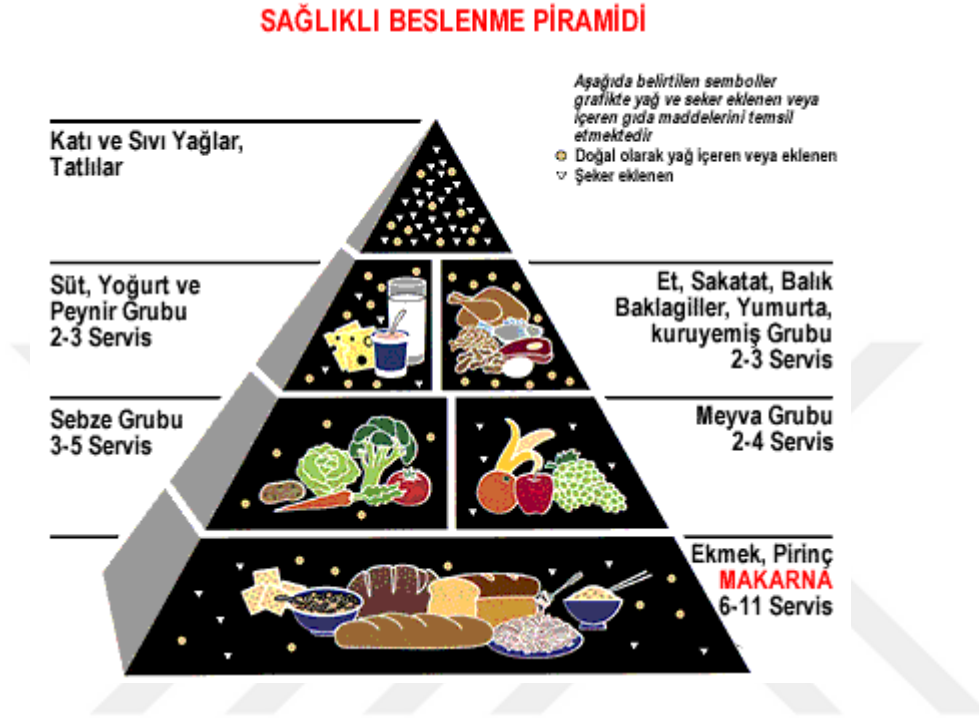 SAĞLIKLI BESLENME PİRAMİDİ
Aşağıda belirtilen semboller
grafikte yağ ve seker eklenen veya
içeren gıda maddelerini temsil
etmektedir
Doğal olarak yağ içeren veya eklenen
Şeker eklenen
Katı ve Sıvı Yağlar,
Tatlılar
Süt, Yoğurt ve
Peynir Grubu
2-3 Servis
Et, Sakatat, Balık
Baklagiller, Yumurta,
kuruyemiş Grubu
2-3 Servis
Sebze Grubu
3-5 Servis
Meyva Grubu
2-4 Servis
Ekmek, Pirinç
MAKARNA
6-11 Servis